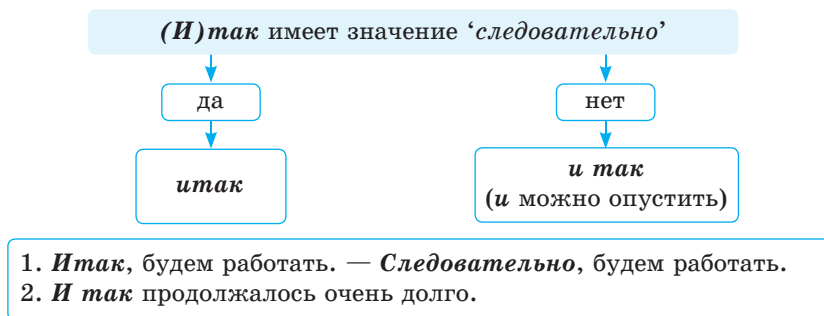 (И)так имеет значение ‘следовательно’
да
нет
итак
и так
(и можно опустить)
1. Итак, будем работать. — Следовательно, будем работать.
2. И так продолжалось очень долго.